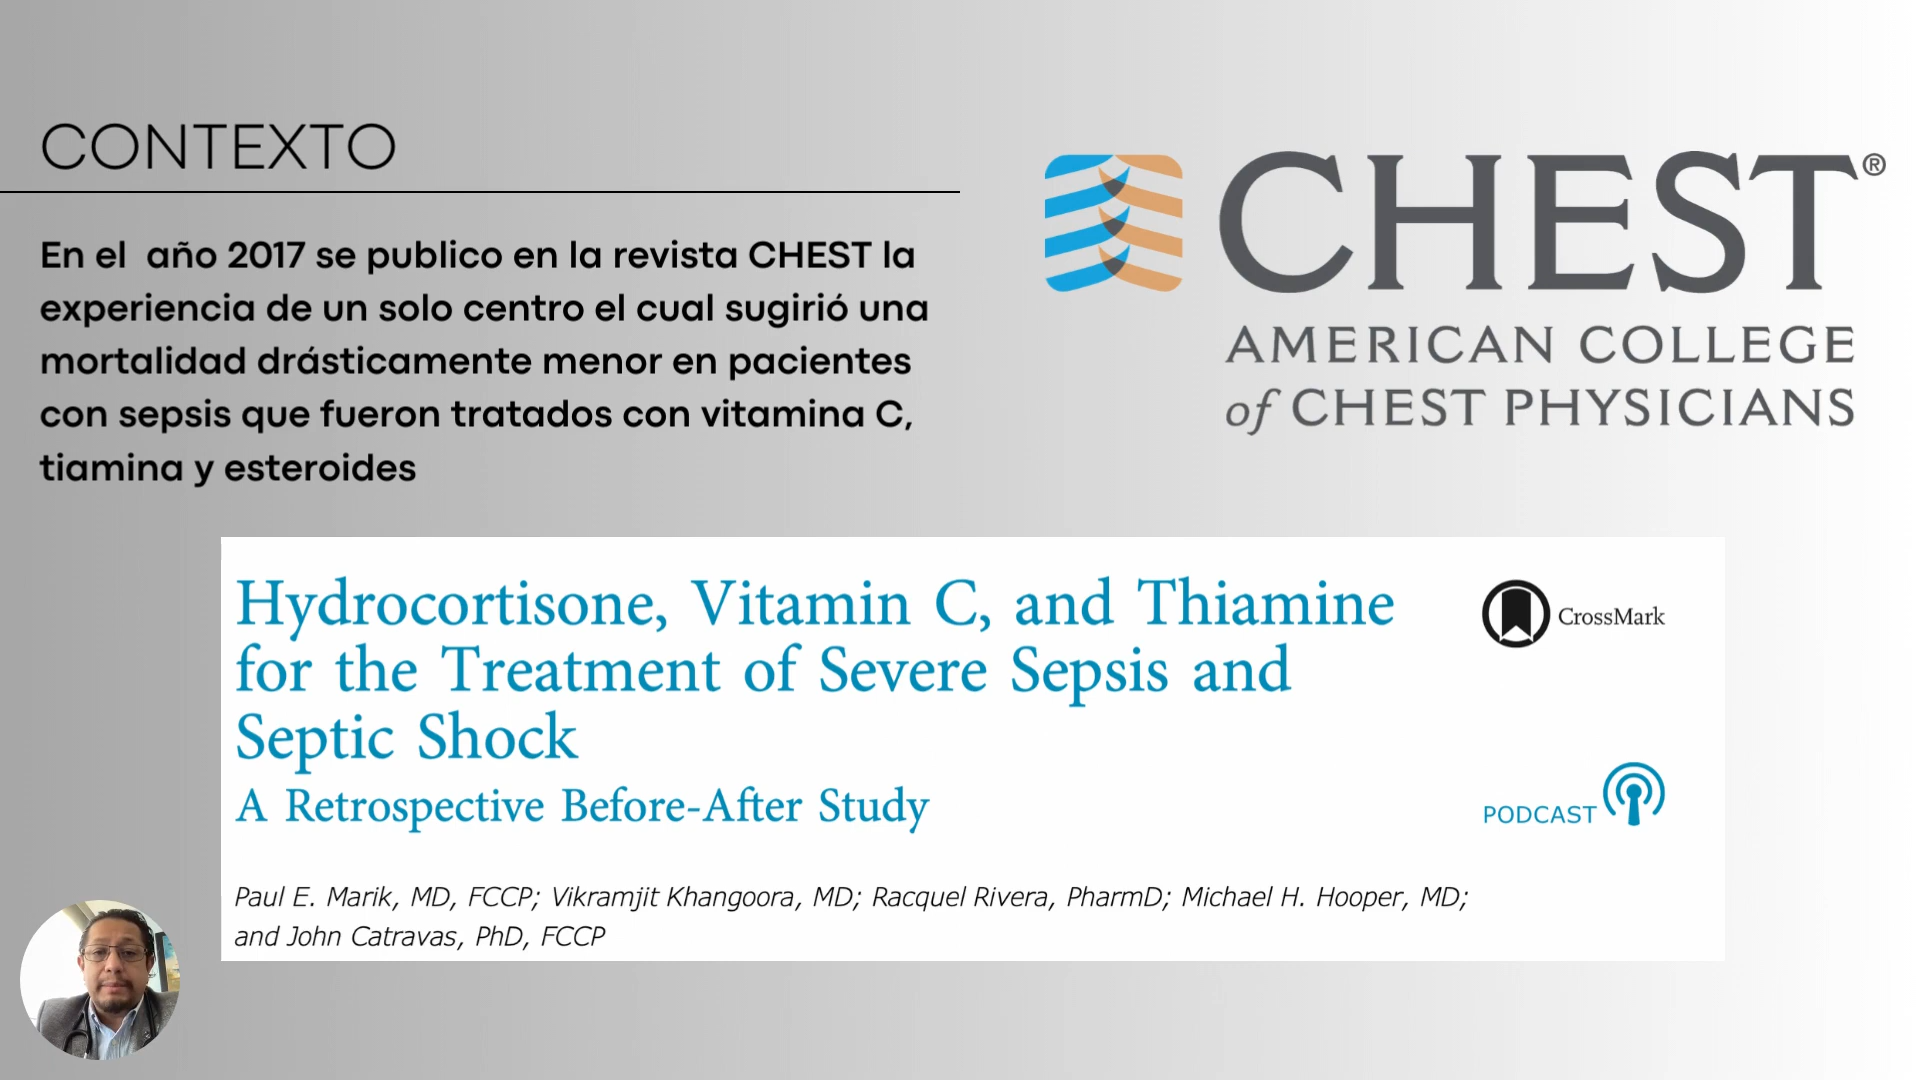 CONTEXTO
En el  año 2017 se publico en la revista CHEST la
experiencia de un solo centro el cual sugirió una
mortalidad drásticamente menor en pacientes
con sepsis que fueron tratados con vitamina C,
tiamina y esteroides
CHEST®
AMERICAN COLLEGE
of CHEST PHYSICIANS
Hydrocortisone, Vitamin C, and Thiamine
for the Treatment of Severe Sepsis and
Septic Shock
A Retrospective Before-After Study
CrossMark
PODCAST
Paul E. Marik, MD, FCCP; Vikramjit Khangoora, MD; Racquel Rivera, PharmD; Michael H. Hooper, MD;
and John Catravas, PhD, FCCP